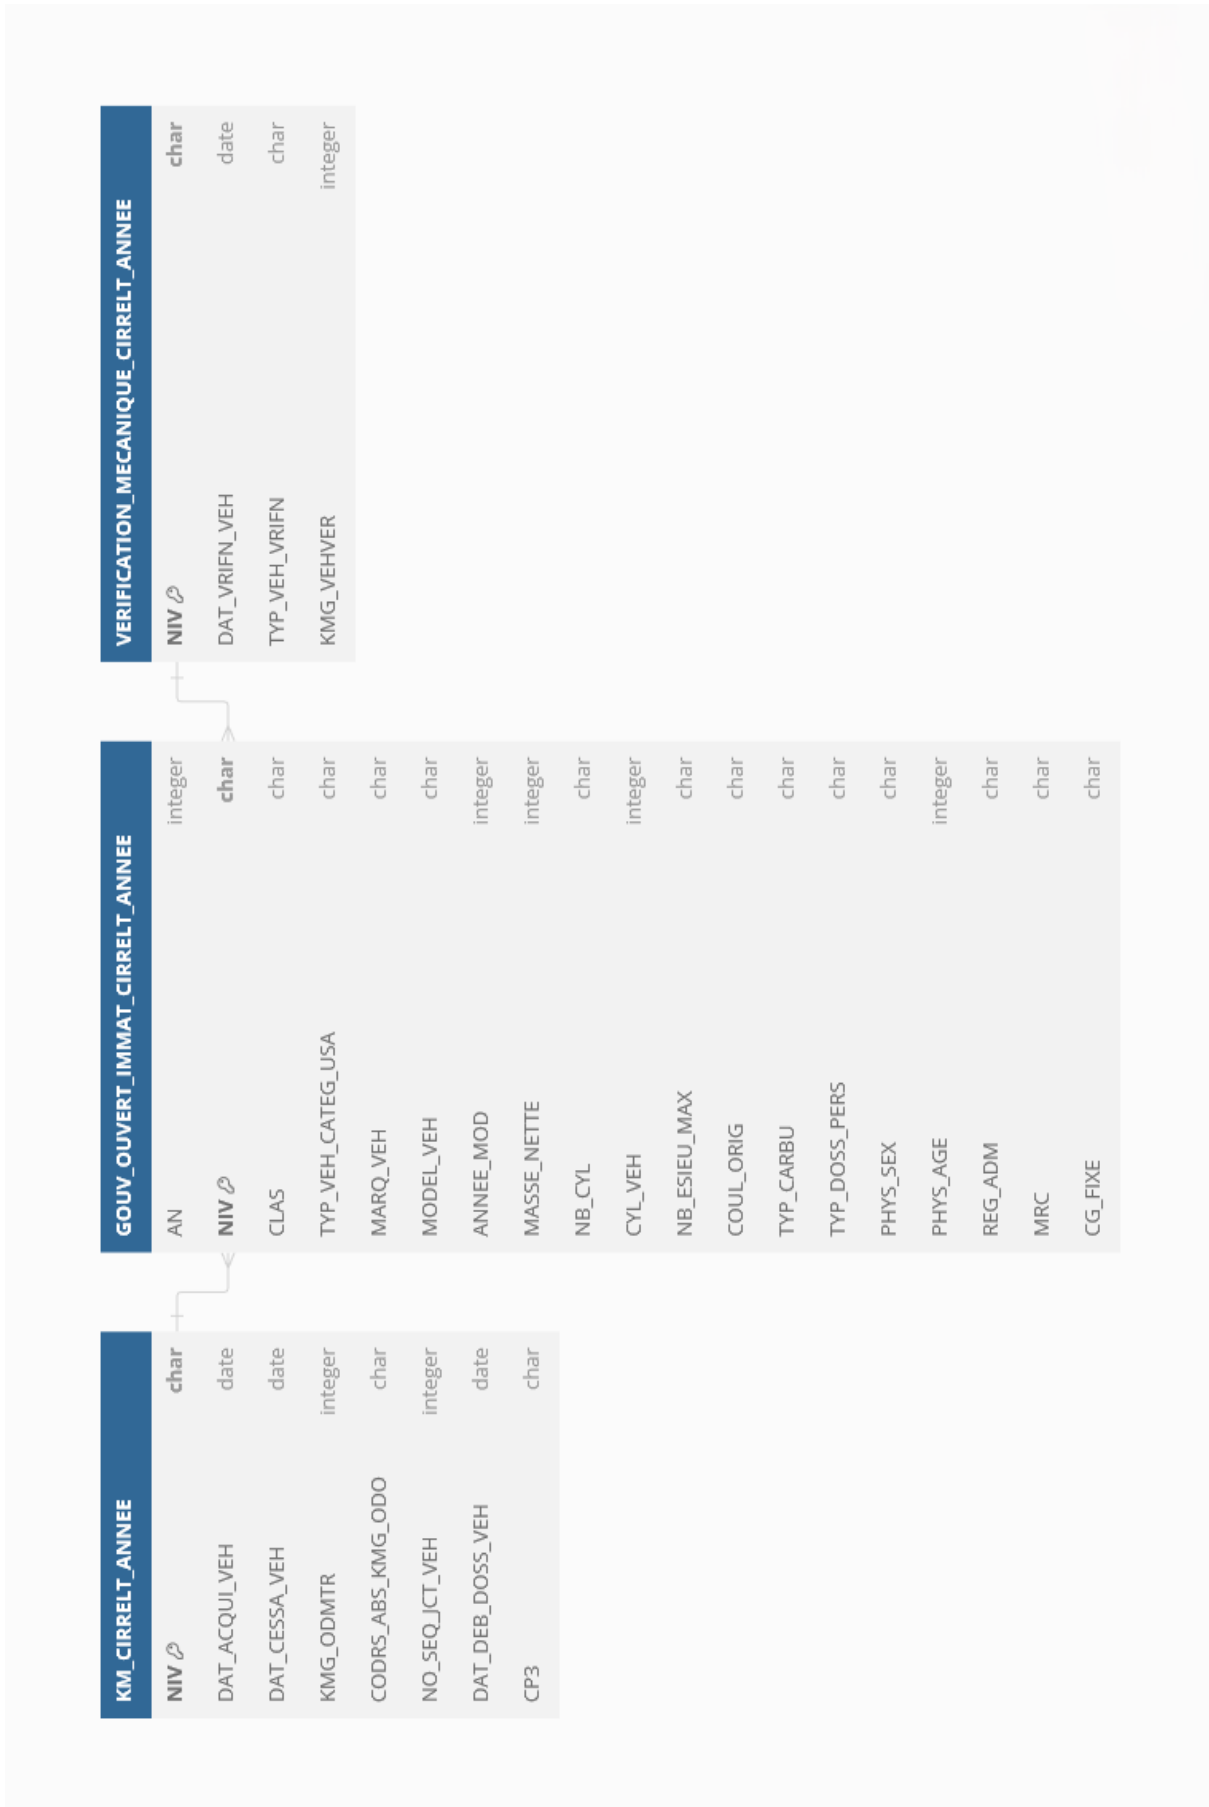 KM_CIRRELT_ANNEE
NIV char
DAT_ACQUI_VEH date
DAT_CESSA_VEH date
KMG_ODMTR integer
CODRS_ABS_KMG_ODO char
NO_SEQ_JCT_VEH integer
DAT_DEB_DOSS_VEH date
CP3 char
GOUV_OUVERT_IMMAT_CIRRELT_ANNEE
AN integer
NIV char
CLAS char
TYP_VEH_CATEG_USA char
MARQ_VEH char
MODEL_VEH char
ANNEE_MOD integer
MASSE_NETTE integer
NB_CYL char
CYL_VEH integer
NB_ESIEU_MAX char
COUL_ORIG char
TYP_CARBU char
TYP_DOSS_PERS char
PHYS_SEX char
PHYS_AGE integer
REG_ADM char
MRC char
CG_FIXE char
VERIFICATION_MECANIQUE_CIRRELT_ANNEE
NIV char
DAT_VRIFN_VEH date
TYP_VEH_VRIFN char
KMG_VEHVER integer